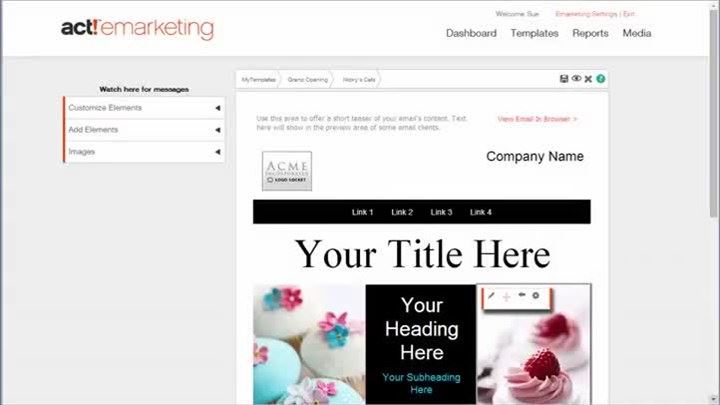 Welcome Sue
Emarketing Settings | Exit
act! emarketing
Dashboard Templates Reports Media
Watch here for messages
Customize Elements
Add Elements
Images
MyTemplates Grand Opening Nicky's Cafe
Use this area to offer a short teaser of your email's content. Text
here will show in the preview area of some email clients.
View Email In Browser >
ACME
INCORPORATED
LOGO LOCKET
Company Name
Link 1 Link 2 Link 3 Link 4
Your Title Here
Your
Heading
Here
Your Subheading
Here